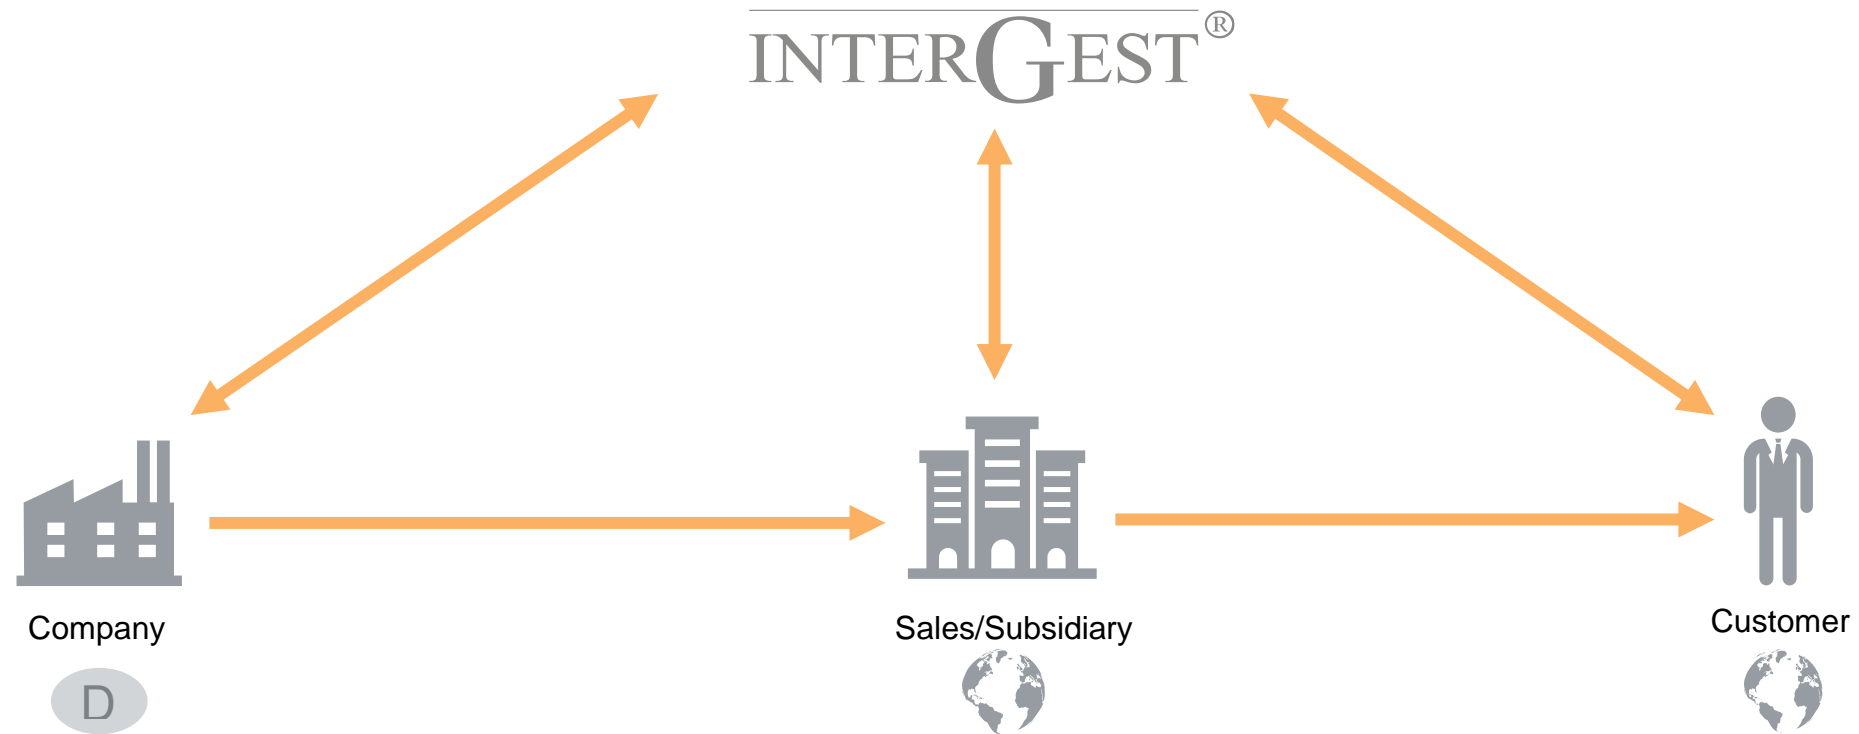 INTERGEST®
Company
Sales/Subsidiary
Customer
D